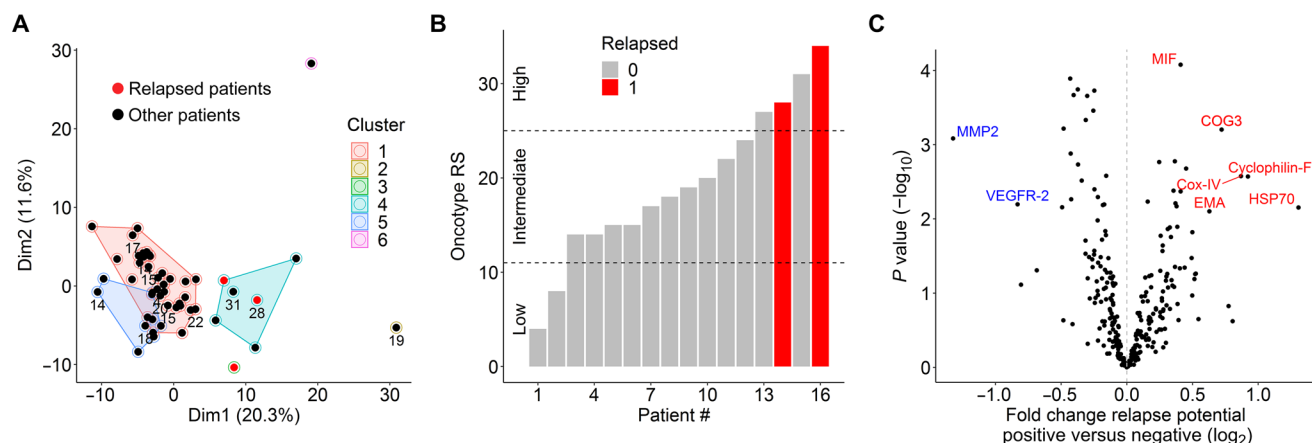 A
30
20
10
0
−10
Dim2 (11.6%)
Relapsed patients
Other patients
Cluster
1
2
3
4
5
6
17
15
14
20
15
18
22
31
28
19
−10
0
10
20
30
Dim1 (20.3%)
B
Oncotype RS
30
20
10
0
High
Intermediate
Low
Relapsed
0
1
1
4
7
10
13
16
Patient #
C
P value (−log10)
4
3
2
1
0
MIF
COG3
MMP2
Cyclophilin-F
Cox-IV
VEGFR-2
EMA
HSP70
−1.0
−0.5
0.0
0.5
1.0
Fold change relapse potential
positive versus negative (log2)